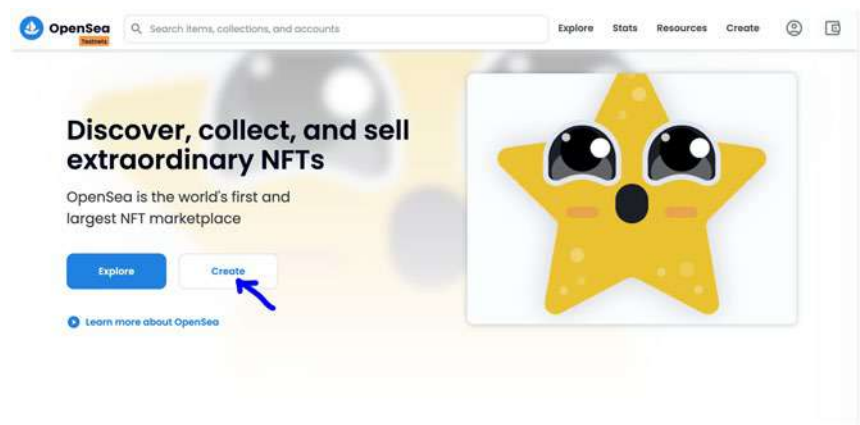 OpenSea
Testnets
Search items, collections, and accounts
Explore Stats Resources Create
Discover, collect, and sell
extraordinary NFTs
OpenSea is the world's first and
largest NFT marketplace
Explore Create
Learn more about OpenSea